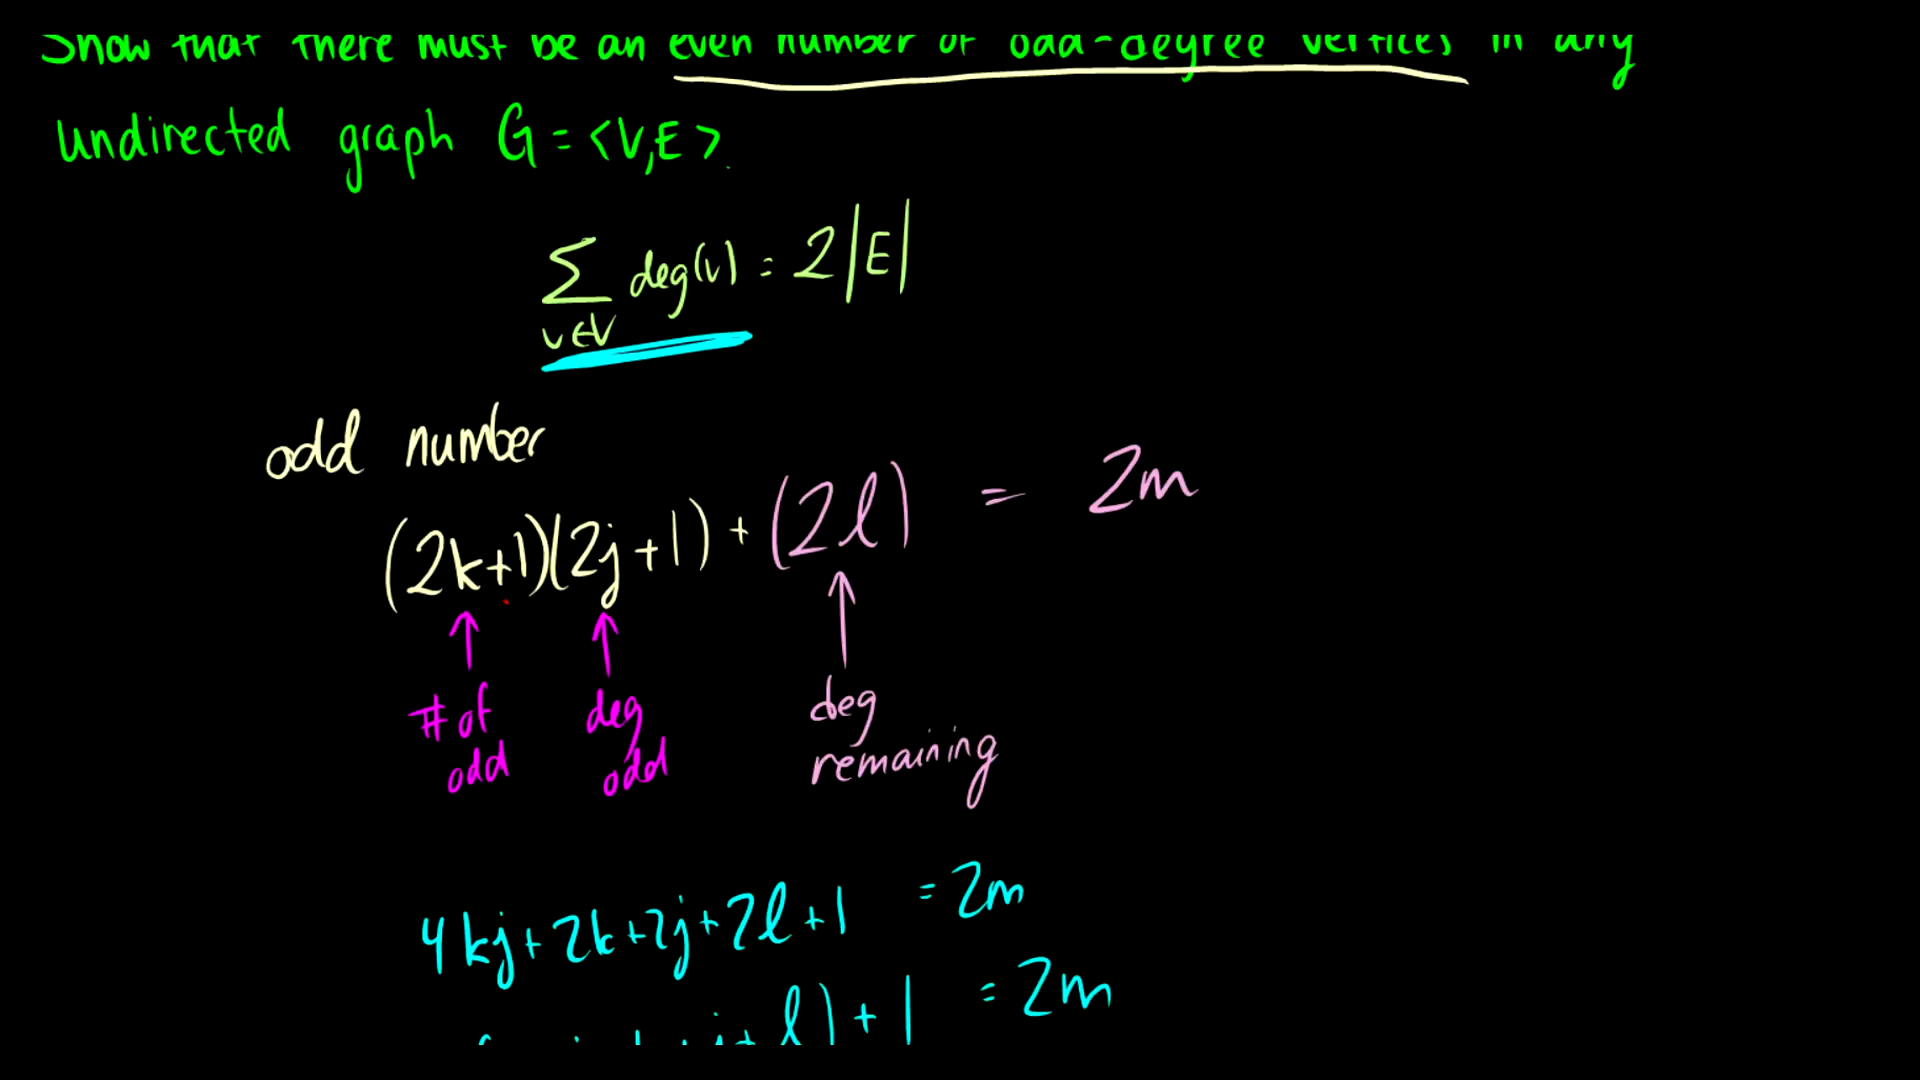 Show that there must be an even number of odd-degree vertices in any
undirected graph G = <V,E>.
∑ deg(v) = 2|E|
v∈V
odd number
(2k+1)(2j+1) + (2l) = 2m
# of odd
deg odd
deg remaining
4kj+2k+2j+2l+1 = 2m
l)+1 = 2m